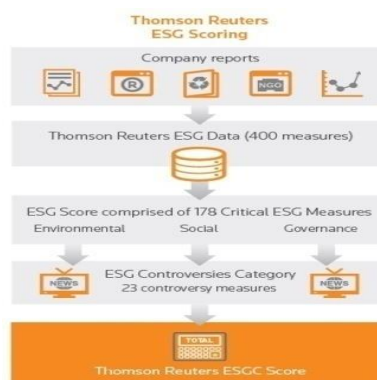 Thomson Reuters
ESG Scoring
Company reports
R
NGO
Thomson Reuters ESG Data (400 measures)
ESG Score comprised of 178 Critical ESG Measures
Environmental Social Governance
ESG Controversies Category
23 controversy measures
NEWS NEWS
TOTAL
Thomson Reuters ESGC Score